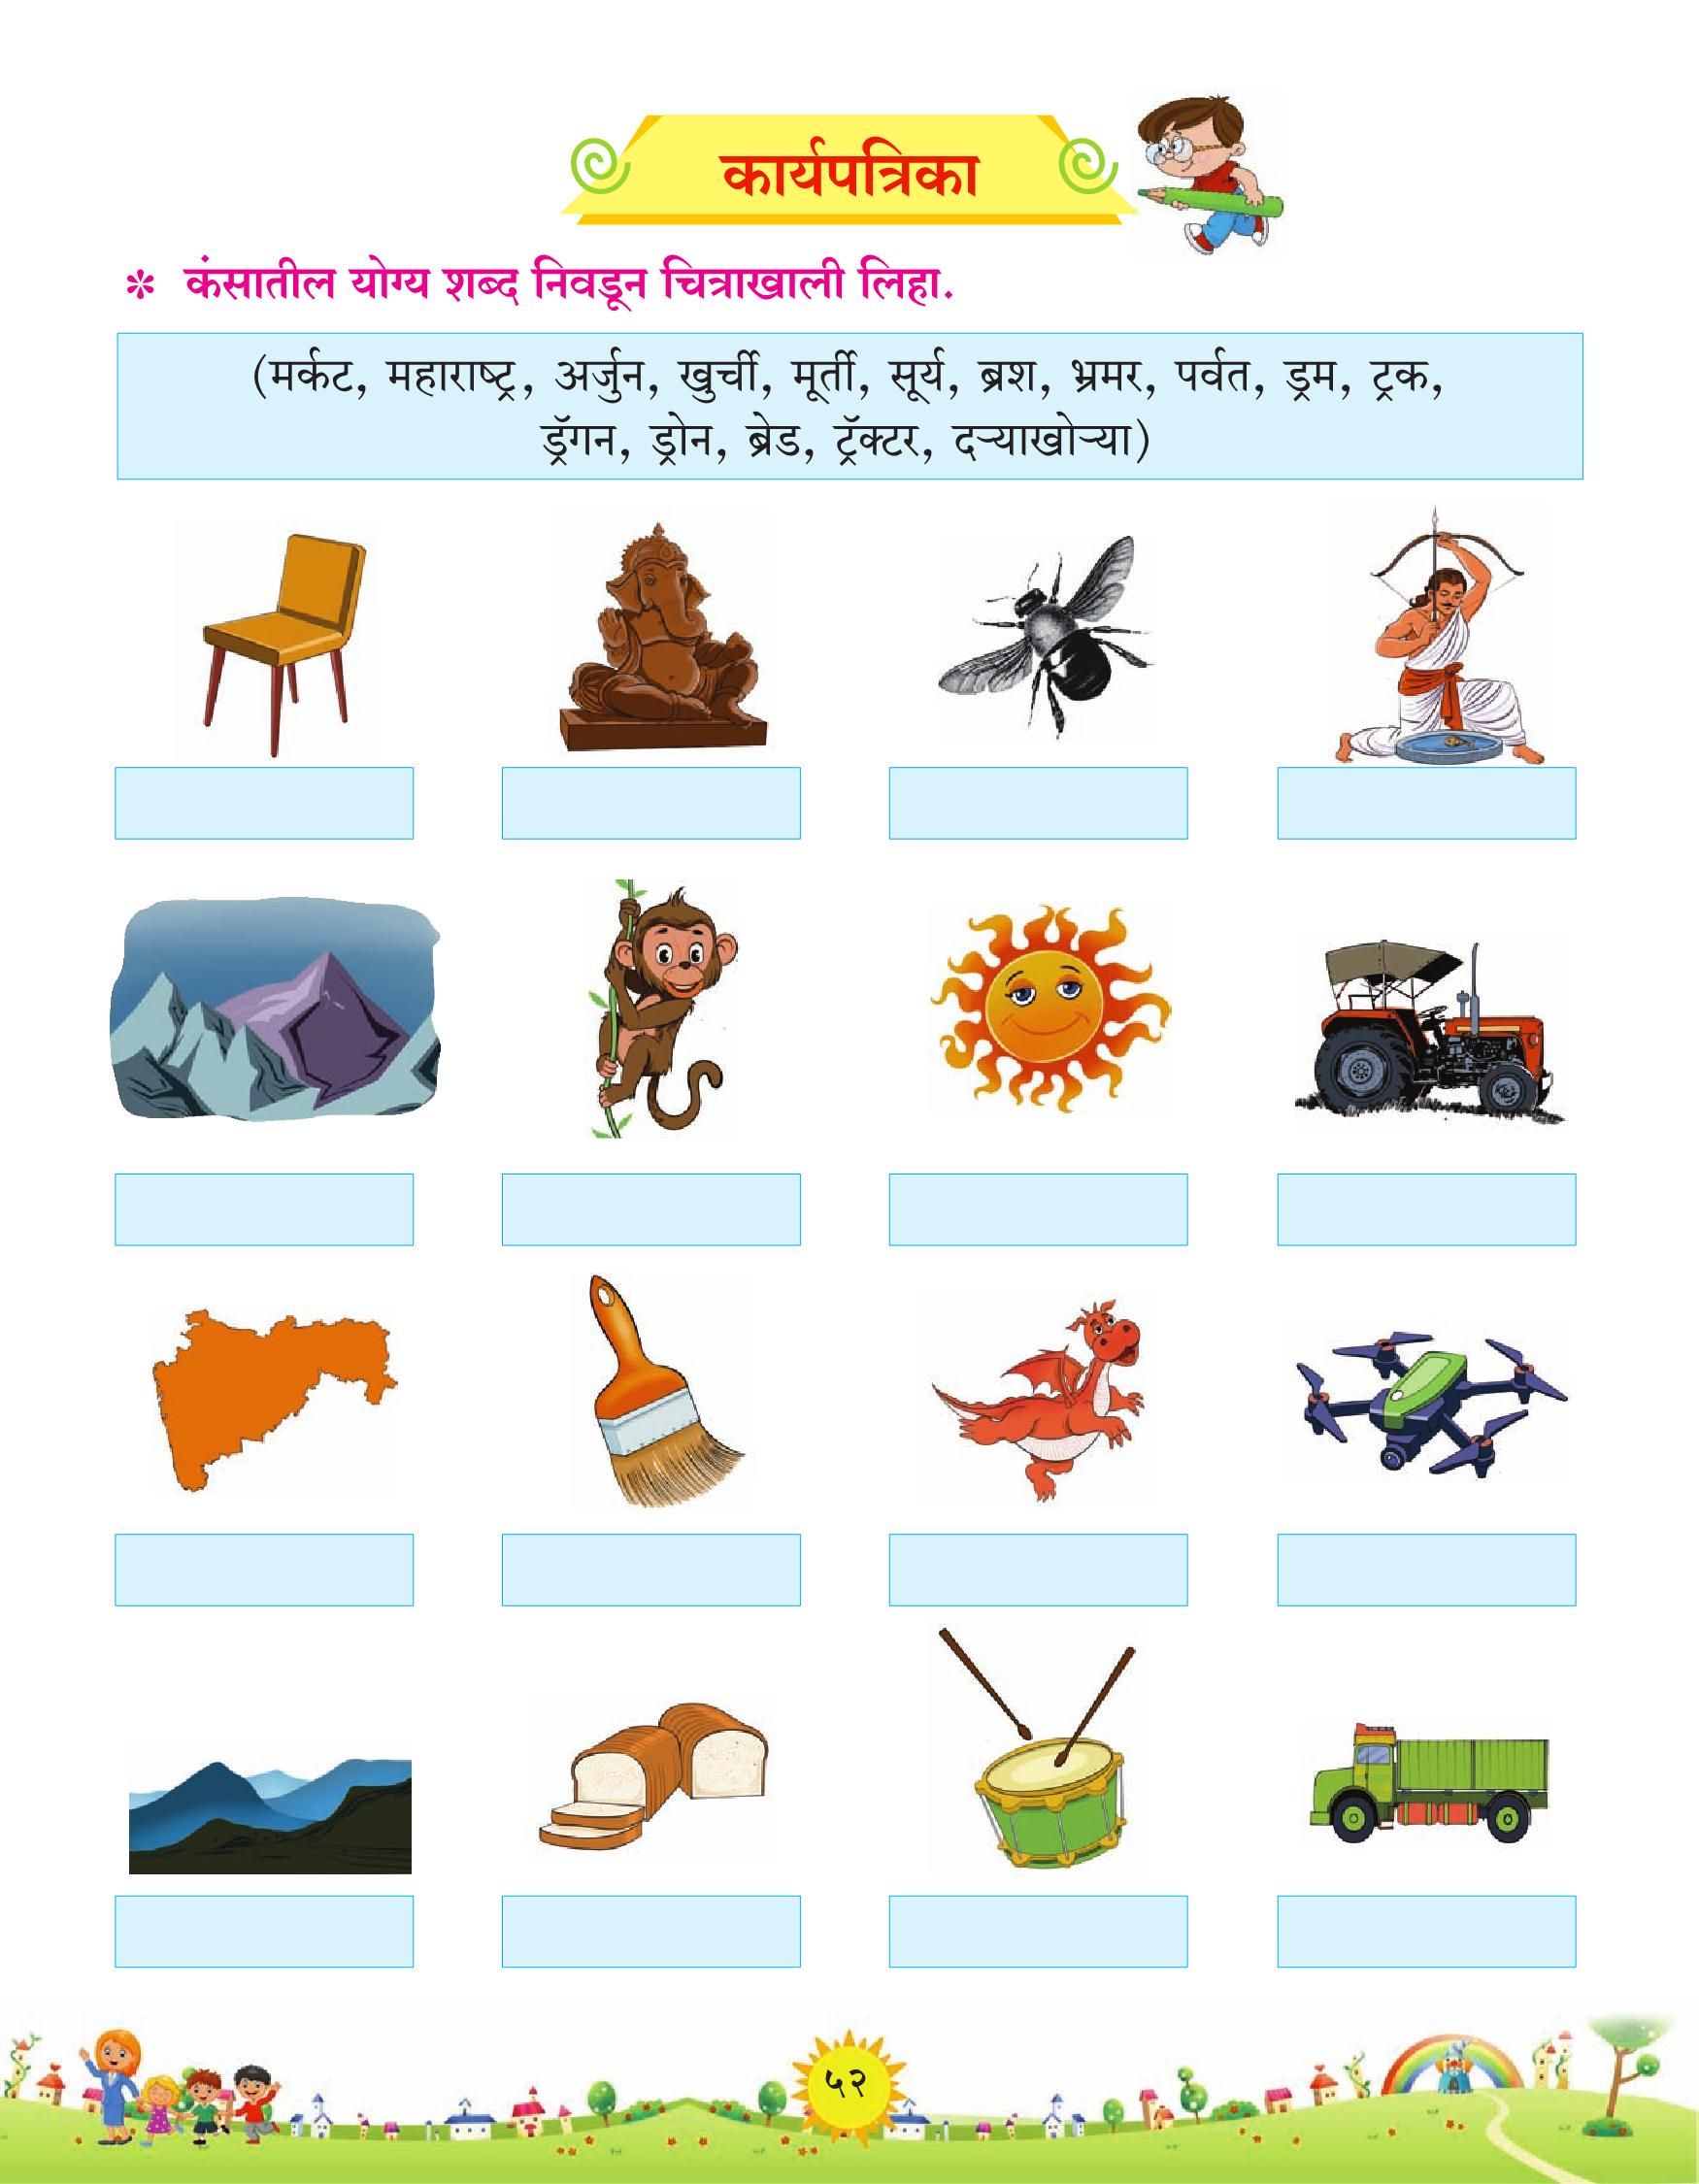 कार्यपत्रिका
✽ कंसातील योग्य शब्द निवडून चित्राखाली लिहा.
(मर्कट, महाराष्ट्र, अर्जुन, खुर्ची, मूर्ती, सूर्य, ब्रश, भ्रमर, पर्वत, ड्रम, ट्रक,
ड्रॅगन, ड्रोन, ब्रेड, ट्रॅक्टर, दऱ्याखोऱ्या)
५२